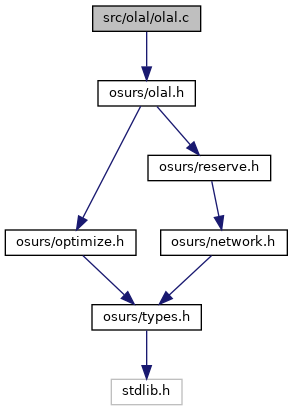 src/olal/olal.c
osurs/olal.h
osurs/reserve.h
osurs/optimize.h
osurs/network.h
osurs/types.h
stdlib.h